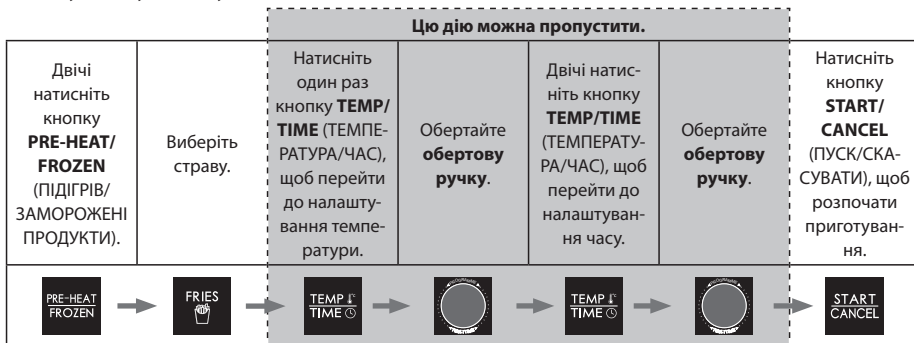 Цю дію можна пропустити.
Двічі
натисніть
кнопку
PRE-HEAT/
FROZEN
(ПІДІГРІВ/
ЗАМОРОЖЕНІ
ПРОДУКТИ).
Виберіть
страву.
Натисніть
один раз
кнопку TEMP/
TIME (ТЕМПЕ-
РАТУРА/ЧАС),
щоб перейти
до налашту-
вання темпе-
ратури.
Обертайте
обертову
ручку.
Двічі натис-
ніть кнопку
TEMP/TIME
(ТЕМПЕРАТУ-
РА/ЧАС), щоб
перейти до
налаштуван-
ня часу.
Обертайте
обертову
ручку.
Натисніть
кнопку
START/
CANCEL
(ПУСК/СКА-
СУВАТИ), щоб
розпочати
приготуван-
ня.
PRE-HEAT
FROZEN
FRIES
TEMP
TIME
TEMP
TIME
START
CANCEL